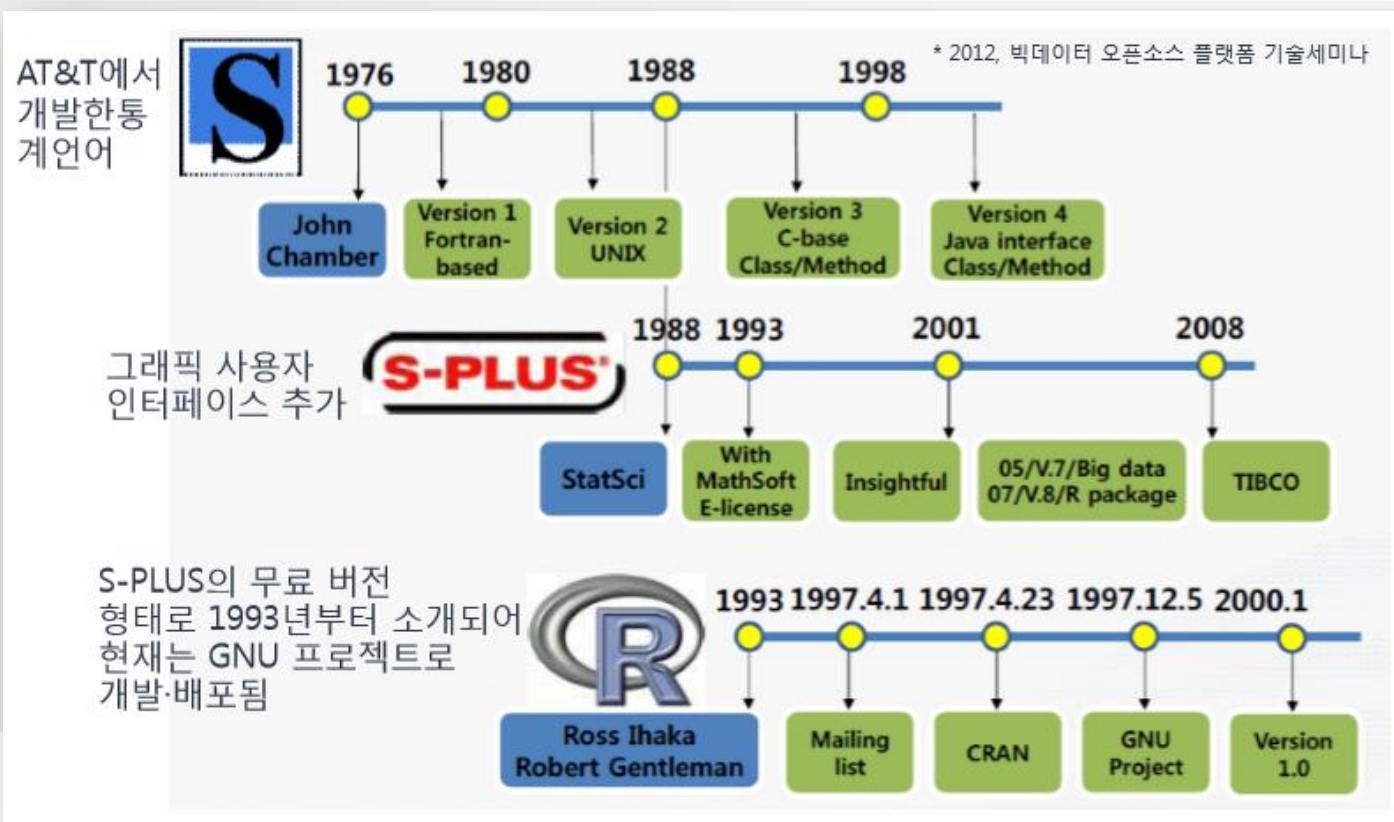 * 2012, 빅데이터 오픈소스 플랫폼 기술세미나
AT&T에서
개발한통
계언어
S
1976 1980 1988 1998
John
Chamber
Version 1
Fortran-
based
Version 2
UNIX
Version 3
C-base
Class/Method
Version 4
Java interface
Class/Method
그래픽 사용자
인터페이스 추가
S-PLUS®
1988 1993 2001 2008
StatSci
With
MathSoft
E-license
Insightful
05/V.7/Big data
07/V.8/R package
TIBCO
S-PLUS의 무료 버전
형태로 1993년부터 소개되어
현재는 GNU 프로젝트로
개발·배포됨
R
1993 1997.4.1 1997.4.23 1997.12.5 2000.1
Ross Ihaka
Robert Gentleman
Mailing
list
CRAN
GNU
Project
Version
1.0